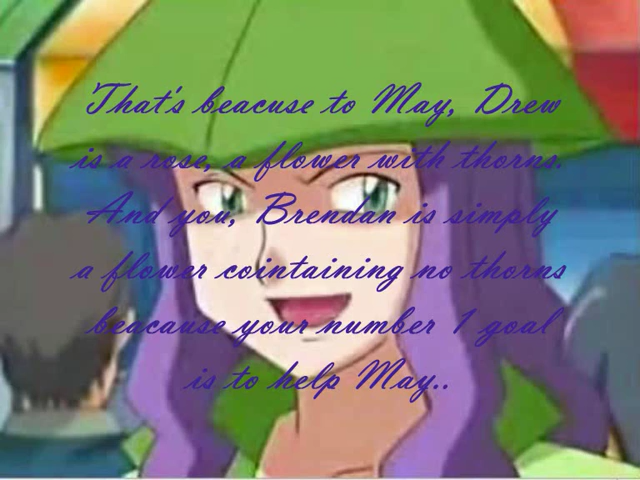 That's beacuse to May, Drew
is a rose, a flower with thorns.
And you, Brendan is simply
a flower cointaining no thorns
beacause your number 1 goal
is to help May..